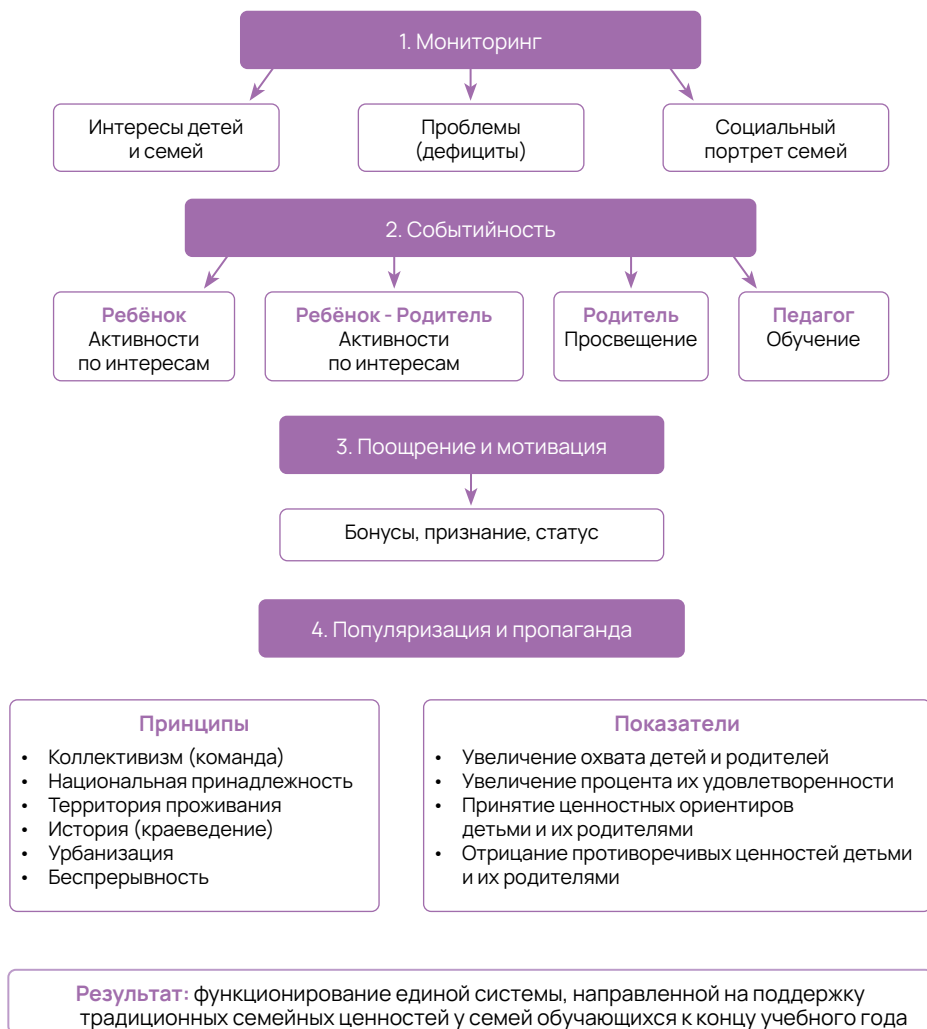 1. Мониторинг
Интересы детей
и семей
Проблемы
(дефициты)
Социальный
портрет семей
2. Событийность
Ребёнок
Активности
по интересам
Ребёнок - Родитель
Активности
по интересам
Родитель
Просвещение
Педагог
Обучение
3. Поощрение и мотивация
Бонусы, признание, статус
4. Популяризация и пропаганда
Принципы
• Коллективизм (команда)
• Национальная принадлежность
• Территория проживания
• История (краеведение)
• Урбанизация
• Беспрерывность
Показатели
• Увеличение охвата детей и родителей
• Увеличение процента их удовлетворенности
• Принятие ценностных ориентиров
детьми и их родителями
• Отрицание противоречивых ценностей детьми
и их родителями
Результат: функционирование единой системы, направленной на поддержку
традиционных семейных ценностей у семей обучающихся к концу учебного года